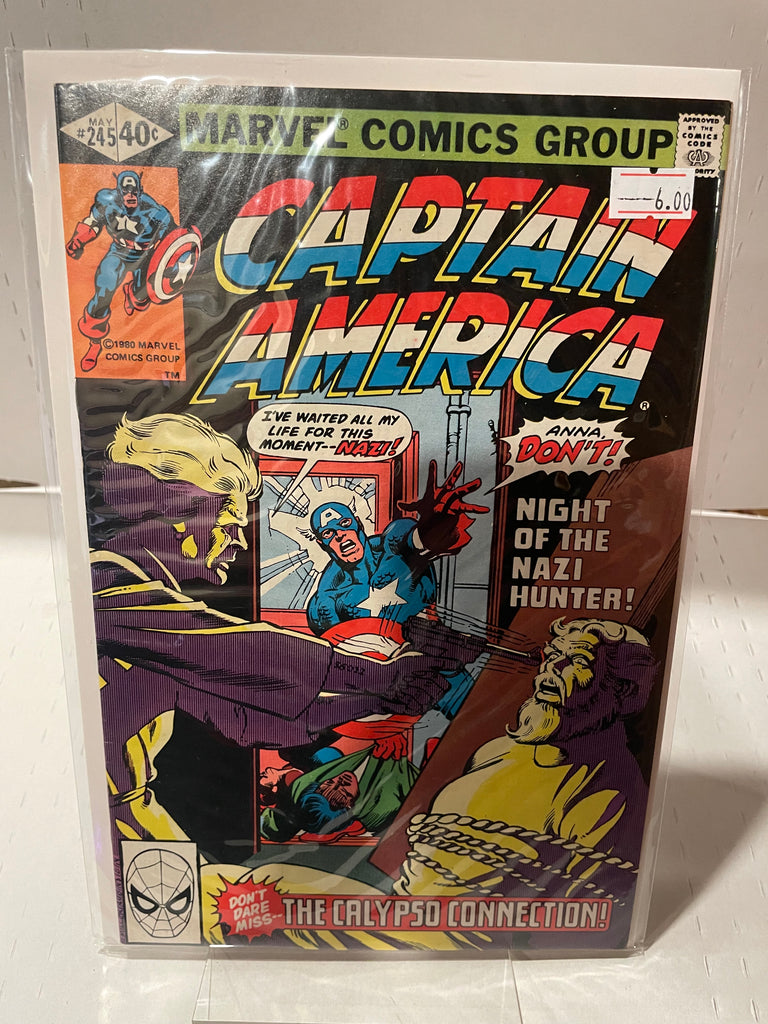 MAY
#245 40¢
MARVEL® COMICS GROUP
APPROVED
BY THE
COMICS
CODE
AUTHORITY
----6.00
CAPTAIN
AMERICA®
©1980 MARVEL
COMICS GROUP
TM
I'VE WAITED ALL MY
LIFE FOR THIS
MOMENT--NAZI!
ANNA,
DON'T!
NIGHT
OF THE
NAZI
HUNTER!
DON'T
DARE
MISS--
THE CALYPSO CONNECTION!